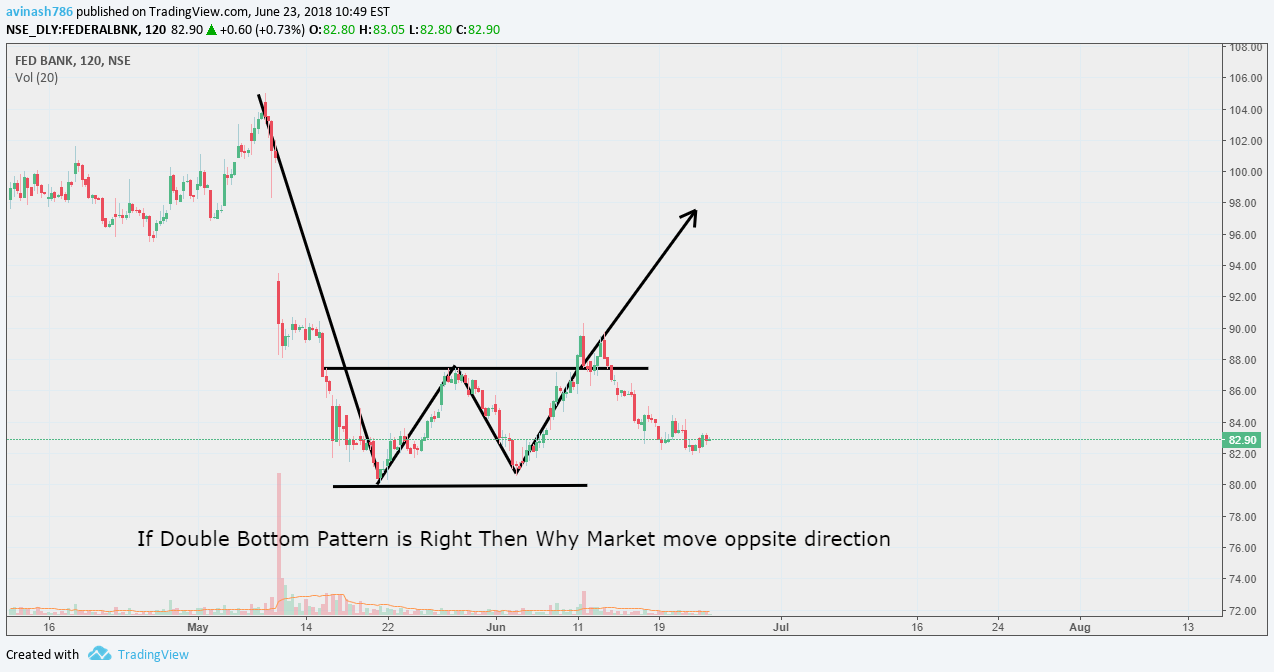 avinash786 published on TradingView.com, June 23, 2018 10:49 EST
NSE_DLY:FEDERALBNK, 120 82.90 ▲ +0.60 (+0.73%) O:82.80 H:83.05 L:82.80 C:82.90
FED BANK, 120, NSE
Vol (20)
108.00
106.00
104.00
102.00
100.00
98.00
96.00
94.00
92.00
90.00
88.00
86.00
84.00
82.90
82.00
80.00
78.00
76.00
74.00
72.00
If Double Bottom Pattern is Right Then Why Market move oppsite direction
16 May 14 22 Jun 11 19 Jul 16 24 Aug 13
Created with TradingView